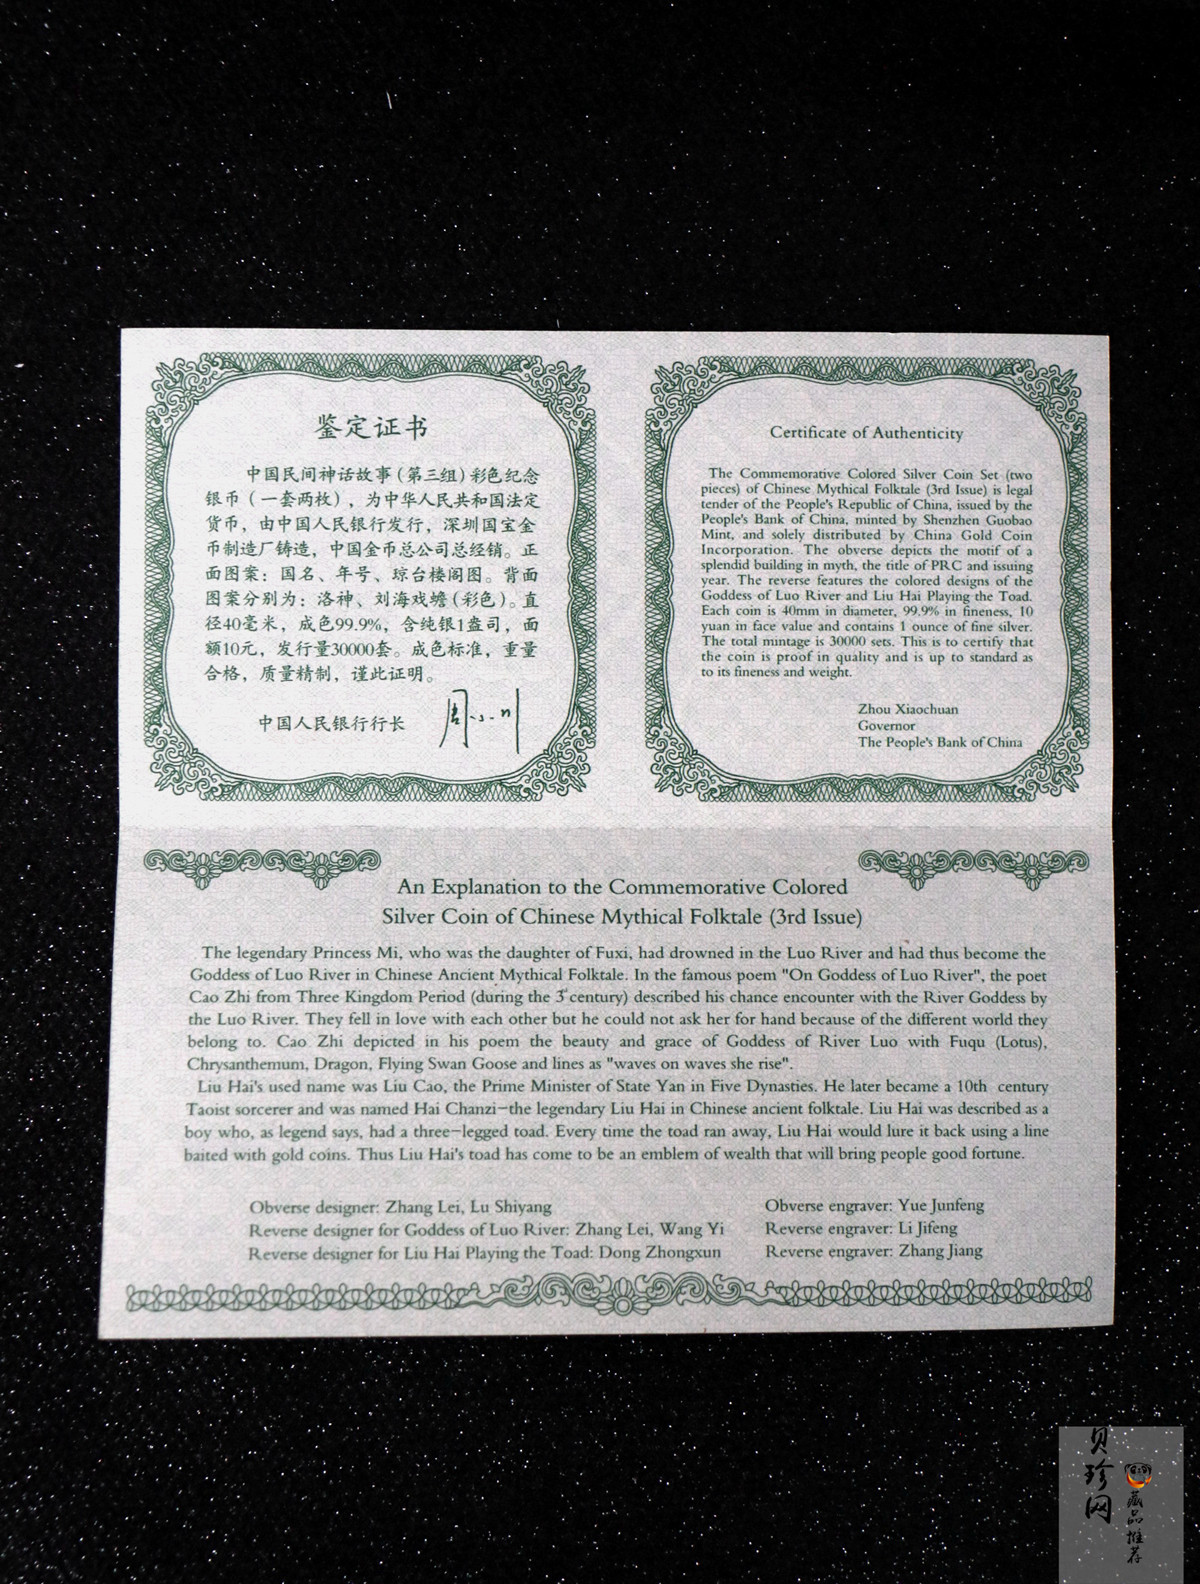 鉴定证书
中国民间神话故事(第三组)彩色纪念
银币(一套两枚),为中华人民共和国法定
货币,由中国人民银行发行,深圳国宝金
币制造厂铸造,中国金币总公司总经销。正
面图案:国名、年号、琼台楼阁图。背面
图案分别为:洛神、刘海戏蟾(彩色)。直
径40毫米,成色99.9%,含纯银1盎司,面
额10元,发行量30000套。成色标准,重量
合格,质量精制,谨此证明。
中国人民银行行长 周小川
Certificate of Authenticity
The Commemorative Colored Silver Coin Set (two
pieces) of Chinese Mythical Folktale (3rd Issue) is legal
tender of the People's Republic of China, issued by the
People's Bank of China, minted by Shenzhen Guobao
Mint, and solely distributed by China Gold Coin
Incorporation. The obverse depicts the motif of a
splendid building in myth, the title of PRC and issuing
year. The reverse features the colored designs of the
Goddess of Luo River and Liu Hai Playing the Toad.
Each coin is 40mm in diameter, 99.9% in fineness, 10
yuan in face value and contains 1 ounce of fine silver.
The total mintage is 30000 sets. This is to certify that
the coin is proof in quality and is up to standard as
to its fineness and weight.
Zhou Xiaochuan
Governor
The People's Bank of China
An Explanation to the Commemorative Colored
Silver Coin of Chinese Mythical Folktale (3rd Issue)
The legendary Princess Mi, who was the daughter of Fuxi, had drowned in the Luo River and had thus become the
Goddess of Luo River in Chinese Ancient Mythical Folktale. In the famous poem "On Goddess of Luo River", the poet
Cao Zhi from Three Kingdom Period (during the 3 century) described his chance encounter with the River Goddess by
the Luo River. They fell in love with each other but he could not ask her for hand because of the different world they
belong to. Cao Zhi depicted in his poem the beauty and grace of Goddess of River Luo with Fuqu (Lotus),
Chrysanthemum, Dragon, Flying Swan Goose and lines as "waves on waves she rise".
Liu Hai's used name was Liu Cao, the Prime Minister of State Yan in Five Dynasties. He later became a 10th century
Taoist sorcerer and was named Hai Chanzi-the legendary Liu Hai in Chinese ancient folktale. Liu Hai was described as a
boy who, as legend says, had a three-legged toad. Every time the toad ran away, Liu Hai would lure it back using a line
baited with gold coins. Thus Liu Hai's toad has come to be an emblem of wealth that will bring people good fortune.
Obverse designer: Zhang Lei, Lu Shiyang
Reverse designer for Goddess of Luo River: Zhang Lei, Wang Yi
Reverse designer for Liu Hai Playing the Toad: Dong Zhongxun
Obverse engraver: Yue Junfeng
Reverse engraver: Li Jifeng
Reverse engraver: Zhang Jiang
贝珍网
藏品推荐